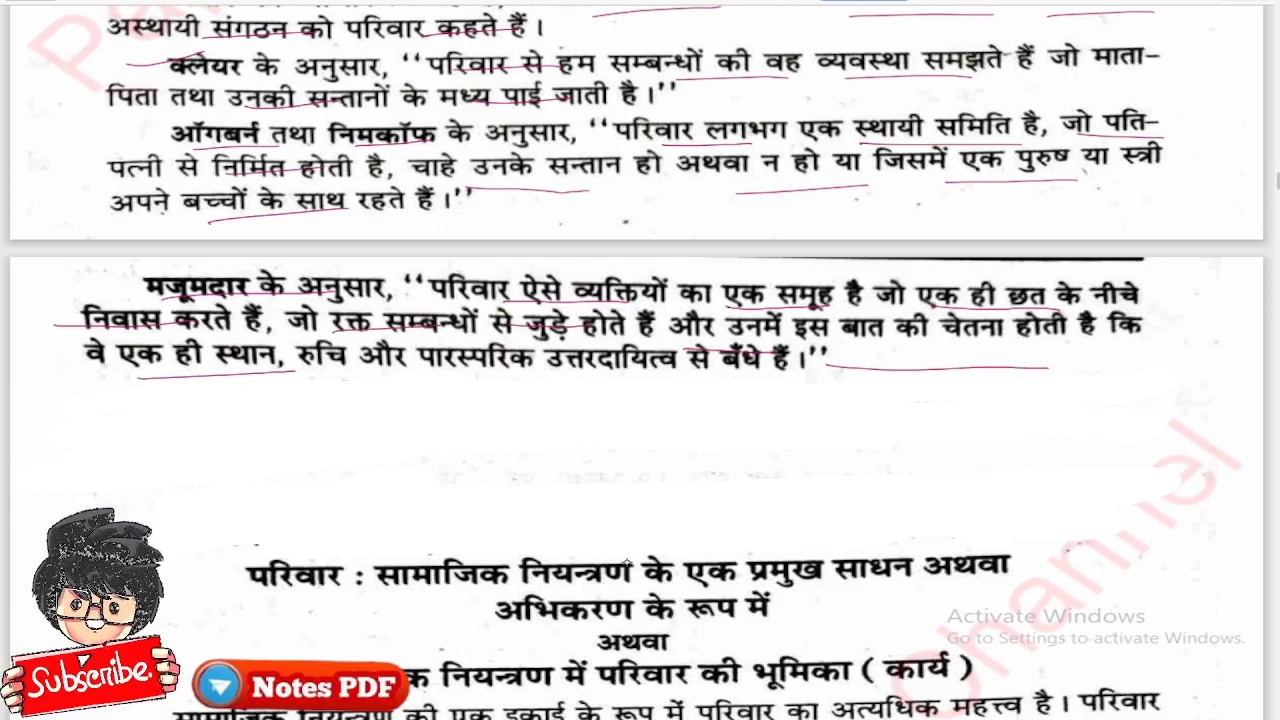 अस्थायी संगठन को परिवार कहते हैं।
क्लेयर के अनुसार, ‘‘परिवार से हम सम्बन्धों की वह व्यवस्था समझते हैं जो माता-
पिता तथा उनकी सन्तानों के मध्य पाई जाती है।’’
ऑगबर्न तथा निमकॉफ के अनुसार, ‘‘परिवार लगभग एक स्थायी समिति है, जो पति-
पत्नी से निर्मित होती है, चाहे उनके सन्तान हो अथवा न हो या जिसमें एक पुरुष या स्त्री
अपने बच्चों के साथ रहते हैं।’’
मजूमदार के अनुसार, ‘‘परिवार ऐसे व्यक्तियों का एक समूह है जो एक ही छत के नीचे
निवास करते हैं, जो रक्त सम्बन्धों से जुड़े होते हैं और उनमें इस बात की चेतना होती है कि
वे एक ही स्थान, रुचि और पारस्परिक उत्तरदायित्व से बँधे हैं।’’
परिवार : सामाजिक नियन्त्रण के एक प्रमुख साधन अथवा
अभिकरण के रूप में
अथवा
क नियन्त्रण में परिवार की भूमिका ( कार्य )
सामाजिक नियन्त्रण की एक इकाई के रूप में परिवार का अत्यधिक महत्त्व है। परिवार
Subscribe.
Notes PDF
Activate Windows
Go to Settings to activate Windows.
Channel